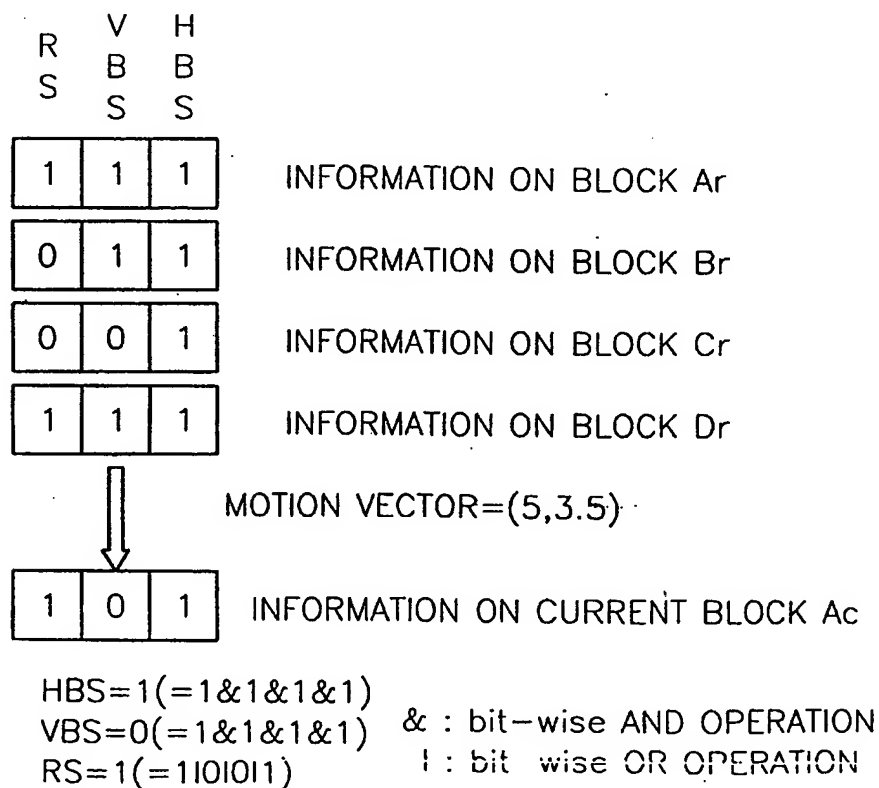 RS VBS HBS
1 1 1 INFORMATION ON BLOCK Ar
0 1 1 INFORMATION ON BLOCK Br
0 0 1 INFORMATION ON BLOCK Cr
1 1 1 INFORMATION ON BLOCK Dr
MOTION VECTOR=(5,3.5)
1 0 1 INFORMATION ON CURRENT BLOCK Ac
HBS=1(=1&1&1&1)
VBS=0(=1&1&1&1) & : bit-wise AND OPERATION
RS=1(=1|0|0|1) | : bit wise OR OPERATION